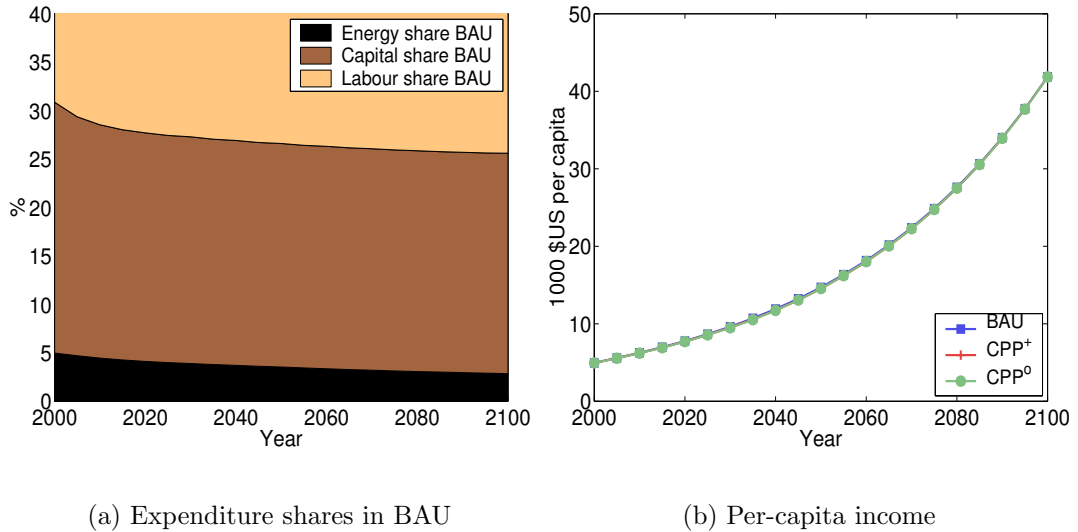 40
35
30
25
20
15
10
5
0
%
Energy share BAU
Capital share BAU
Labour share BAU
2000 2020 2040 2060 2080 2100
Year
(a) Expenditure shares in BAU
50
40
30
20
10
0
1000 $US per capita
BAU
CPP⁺
CPP⁰
2000 2020 2040 2060 2080 2100
Year
(b) Per-capita income